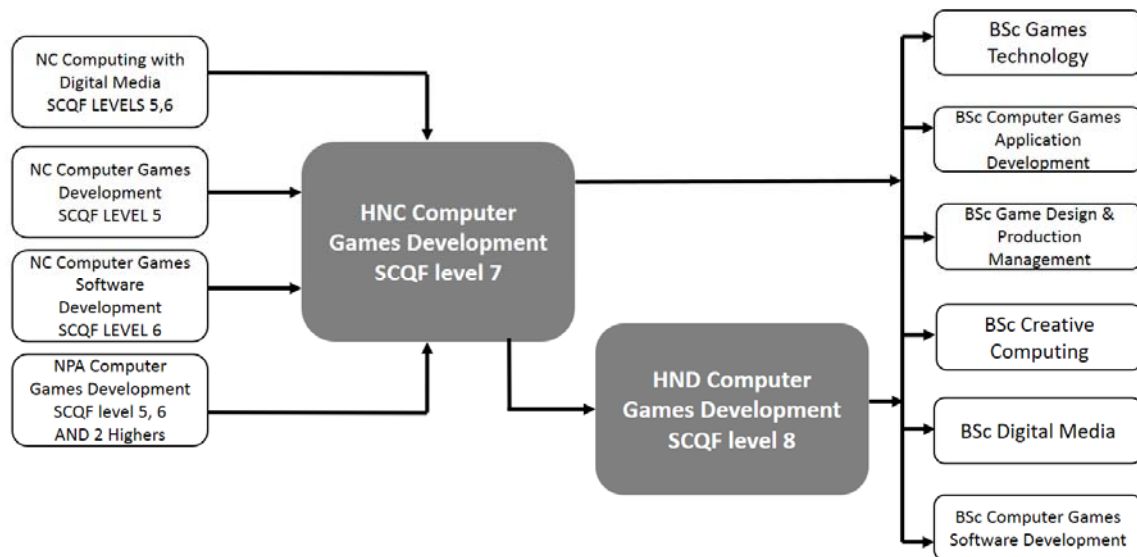 NC Computing with
Digital Media
SCQF LEVELS 5,6
NC Computer Games
Development
SCQF LEVEL 5
NC Computer Games
Software
Development
SCQF LEVEL 6
NPA Computer
Games Development
SCQF level 5, 6
AND 2 Highers
HNC Computer
Games Development
SCQF level 7
HND Computer
Games Development
SCQF level 8
BSc Games
Technology
BSc Computer Games
Application
Development
BSc Game Design &
Production
Management
BSc Creative
Computing
BSc Digital Media
BSc Computer Games
Software Development